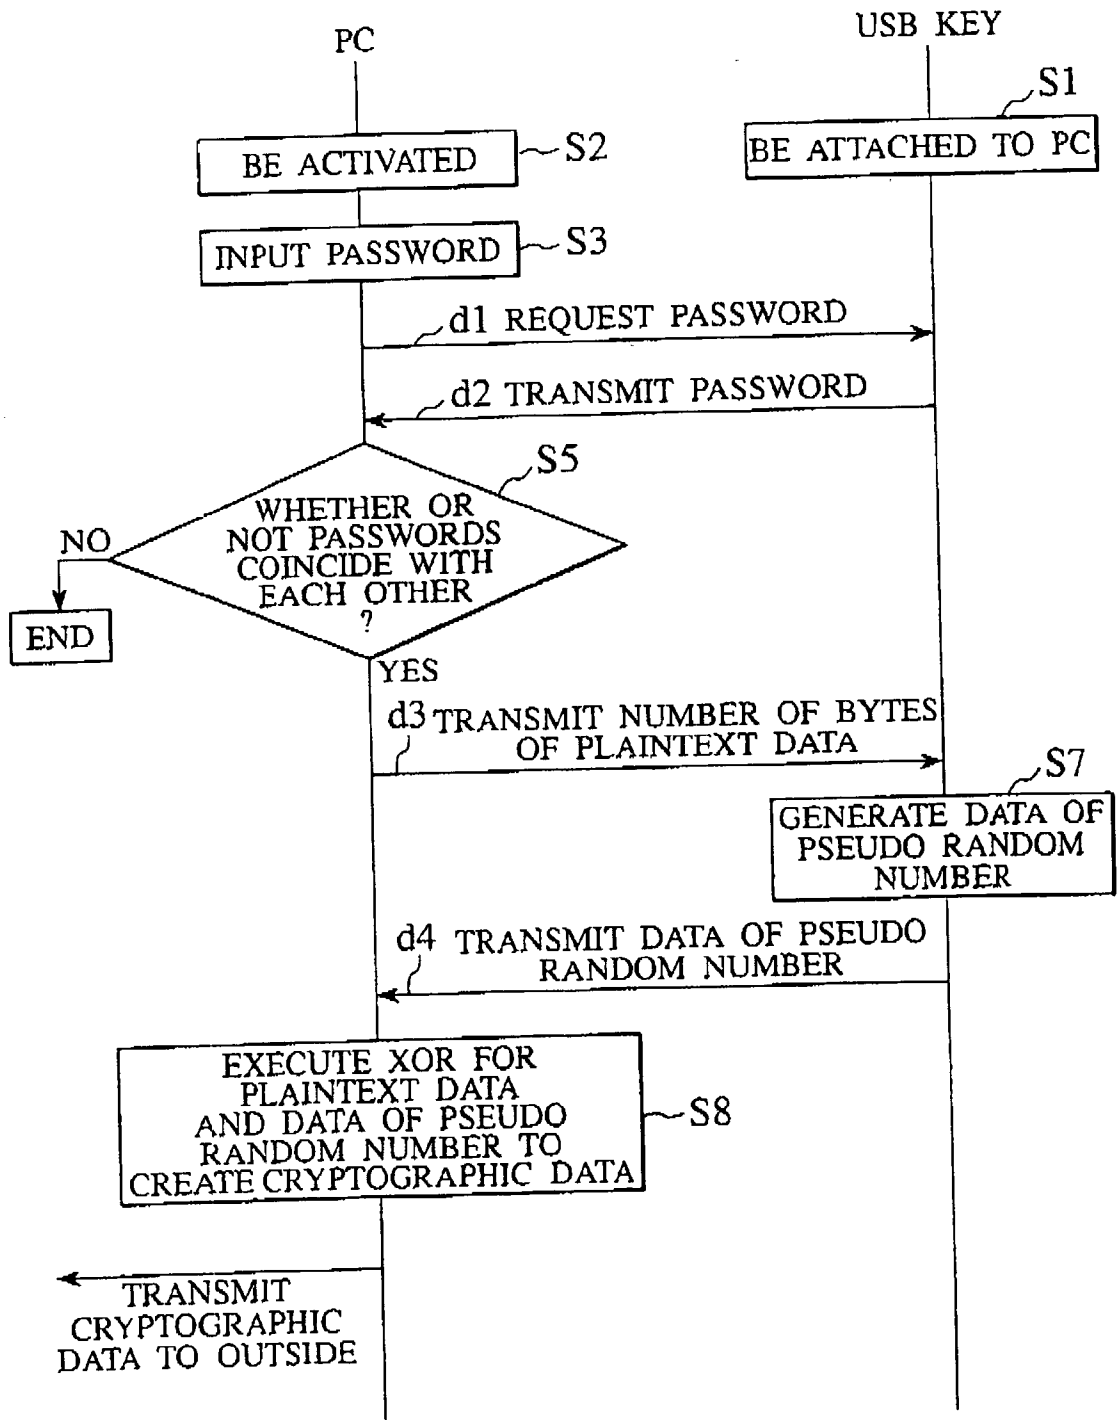 PC
USB KEY
S1
BE ATTACHED TO PC
BE ACTIVATED
S2
INPUT PASSWORD
S3
d1 REQUEST PASSWORD
d2 TRANSMIT PASSWORD
S5
WHETHER OR
NOT PASSWORDS
COINCIDE WITH
EACH OTHER
?
NO
END
YES
d3 TRANSMIT NUMBER OF BYTES
OF PLAINTEXT DATA
S7
GENERATE DATA OF
PSEUDO RANDOM
NUMBER
d4 TRANSMIT DATA OF PSEUDO
RANDOM NUMBER
EXECUTE XOR FOR
PLAINTEXT DATA
AND DATA OF PSEUDO
RANDOM NUMBER TO
CREATE CRYPTOGRAPHIC DATA
S8
TRANSMIT
CRYPTOGRAPHIC
DATA TO OUTSIDE